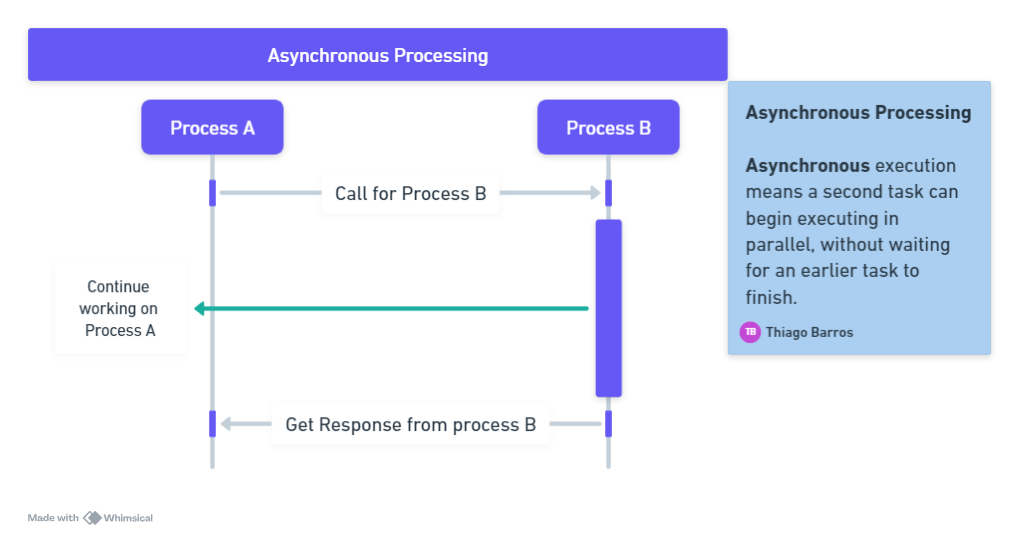 Asynchronous Processing
Process A
Process B
Call for Process B
Continue
working on
Process A
Get Response from process B
Asynchronous Processing
Asynchronous execution
means a second task can
begin executing in
parallel, without waiting
for an earlier task to
finish.
TB Thiago Barros
Made with Whimsical